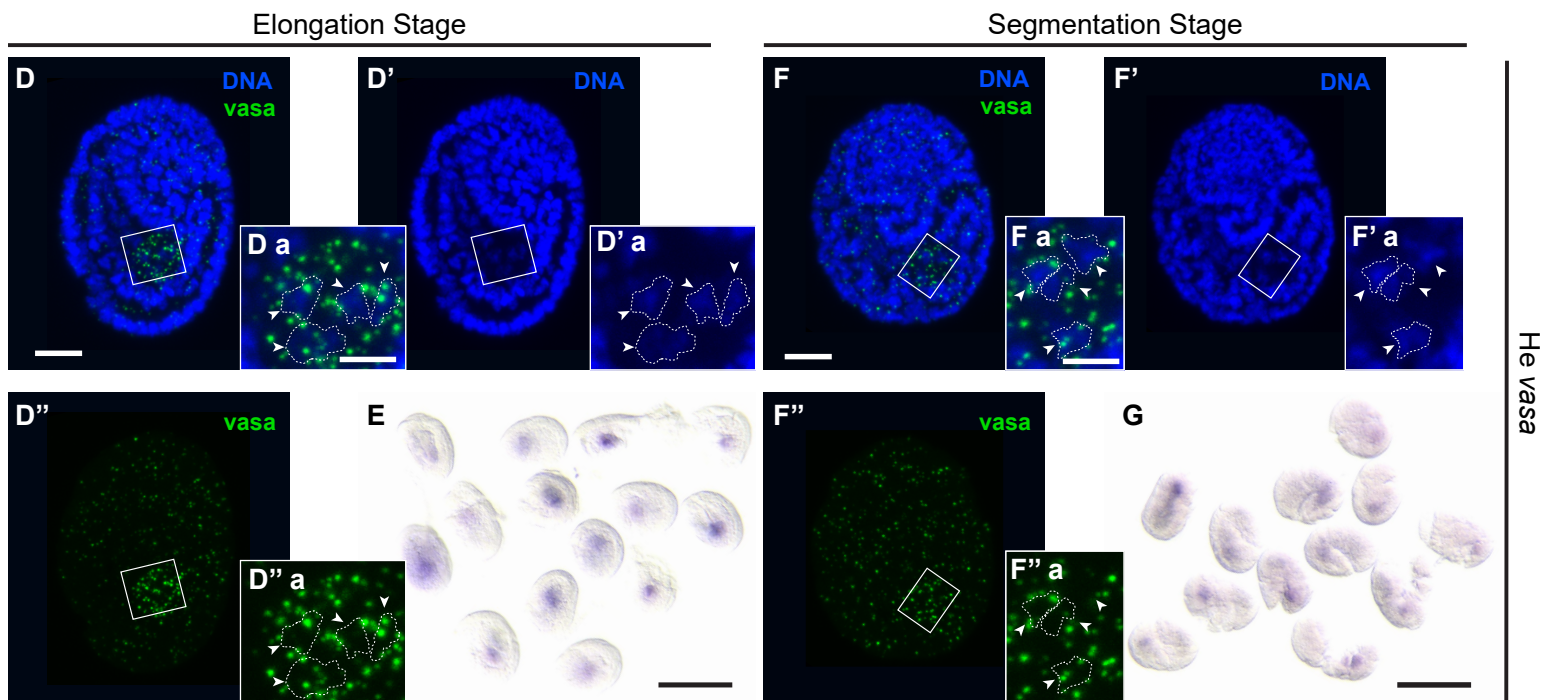 Elongation Stage
Segmentation Stage
D
DNA
vasa
D’
DNA
F
DNA
vasa
F’
DNA
D a
D’ a
F a
F’ a
He vasa
D’’
vasa
E
F’’
vasa
G
D’’ a
F’’ a